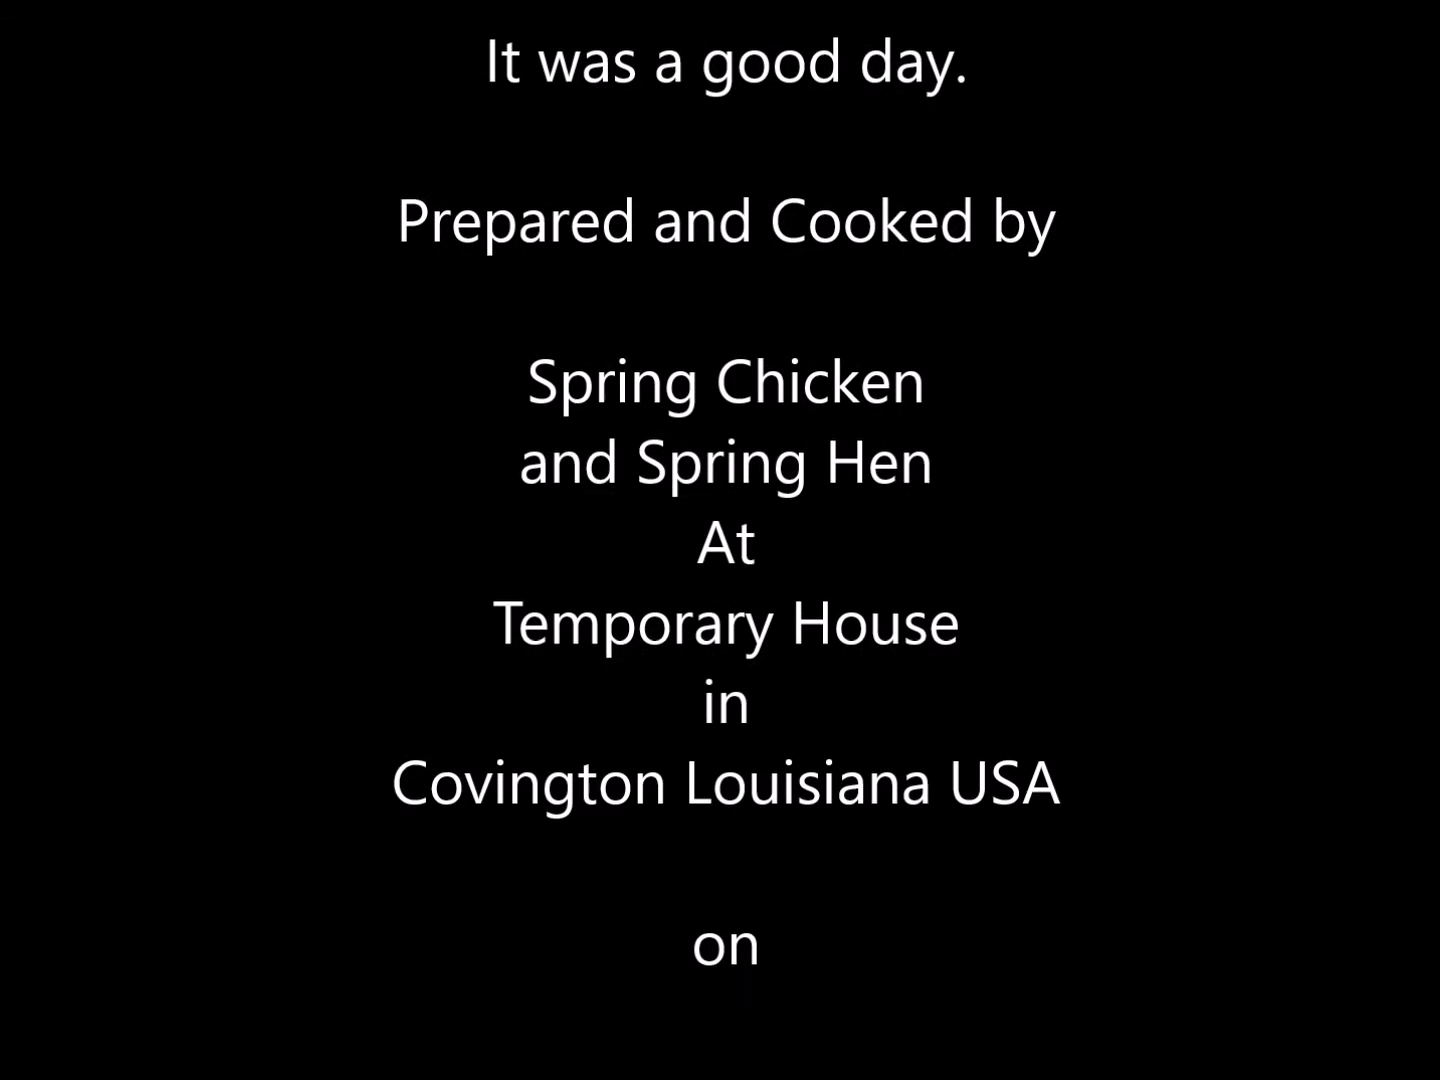 It was a good day.
Prepared and Cooked by
Spring Chicken
and Spring Hen
At
Temporary House
in
Covington Louisiana USA
on